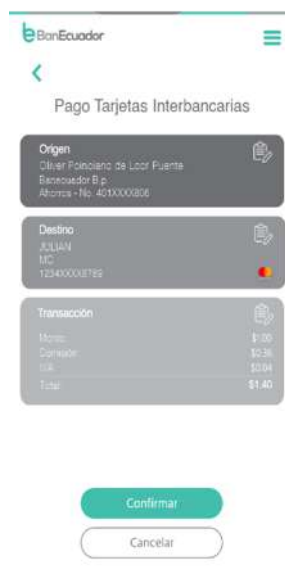 BanEcuador
Pago Tarjetas Interbancarias
Origen
Oliver Poinciano de Loor Puente
Banecuador B.p.
Ahorros - No. 401XXXX806
Destino
JULIAN
MC
1234XXXX8789
Transacción
Monto $1.00
Comisión $0.36
IVA $0.04
Total $1.40
Confirmar
Cancelar